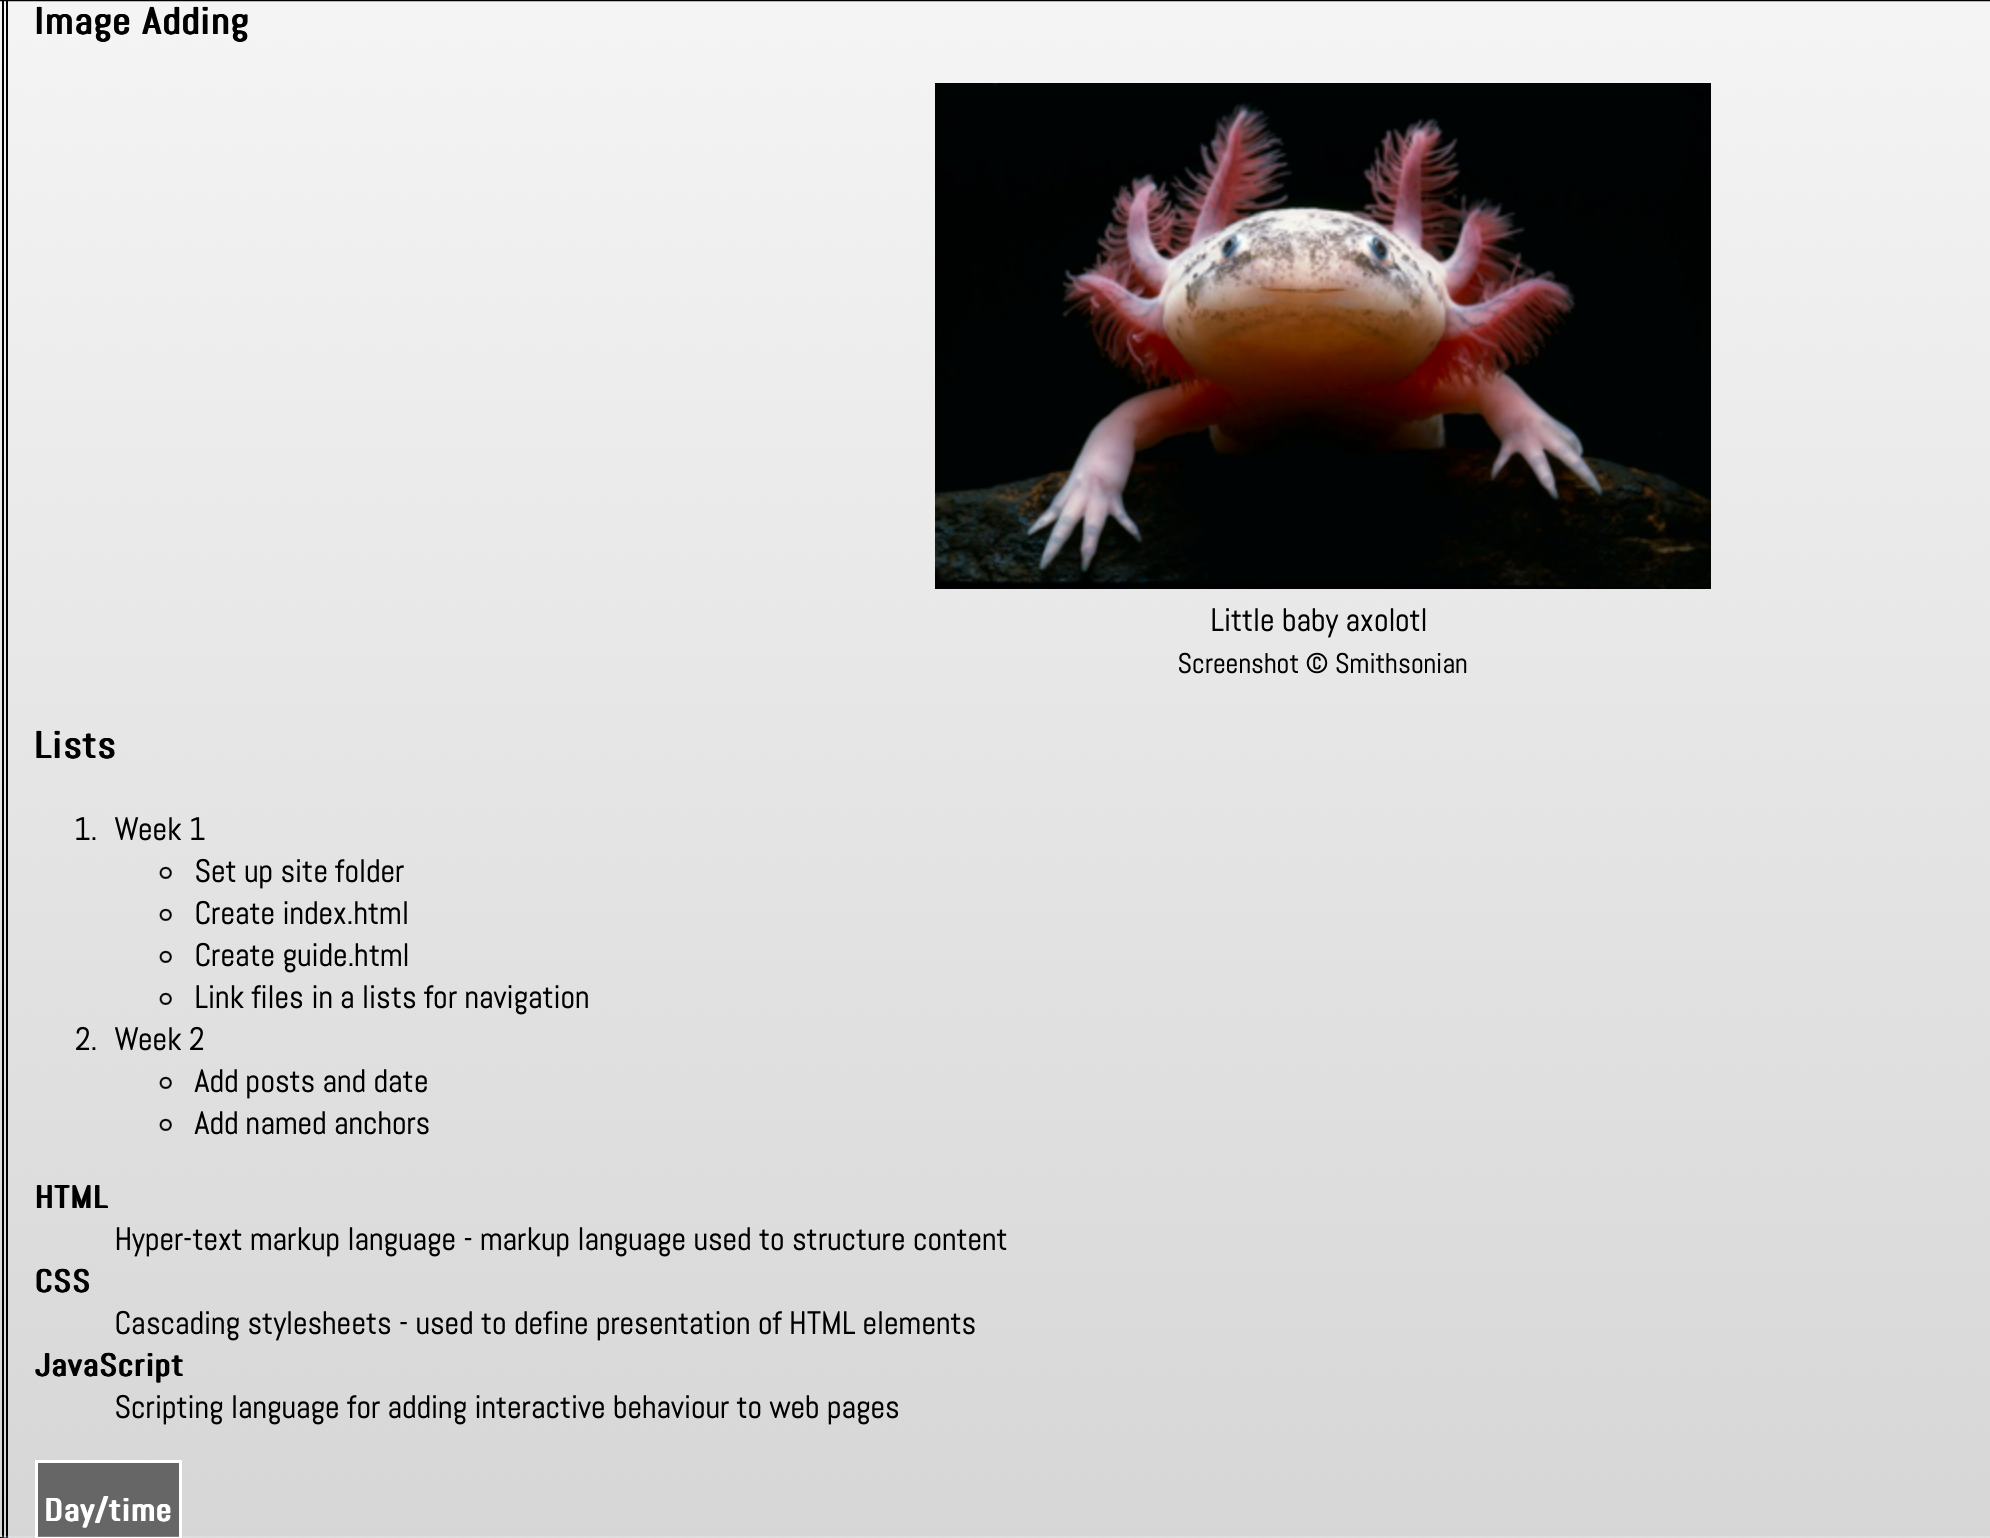 Image Adding
Little baby axolotl
Screenshot © Smithsonian
Lists
1. Week 1
Set up site folder
Create index.html
Create guide.html
Link files in a lists for navigation
2. Week 2
Add posts and date
Add named anchors
HTML
Hyper-text markup language - markup language used to structure content
CSS
Cascading stylesheets - used to define presentation of HTML elements
JavaScript
Scripting language for adding interactive behaviour to web pages
Day/time